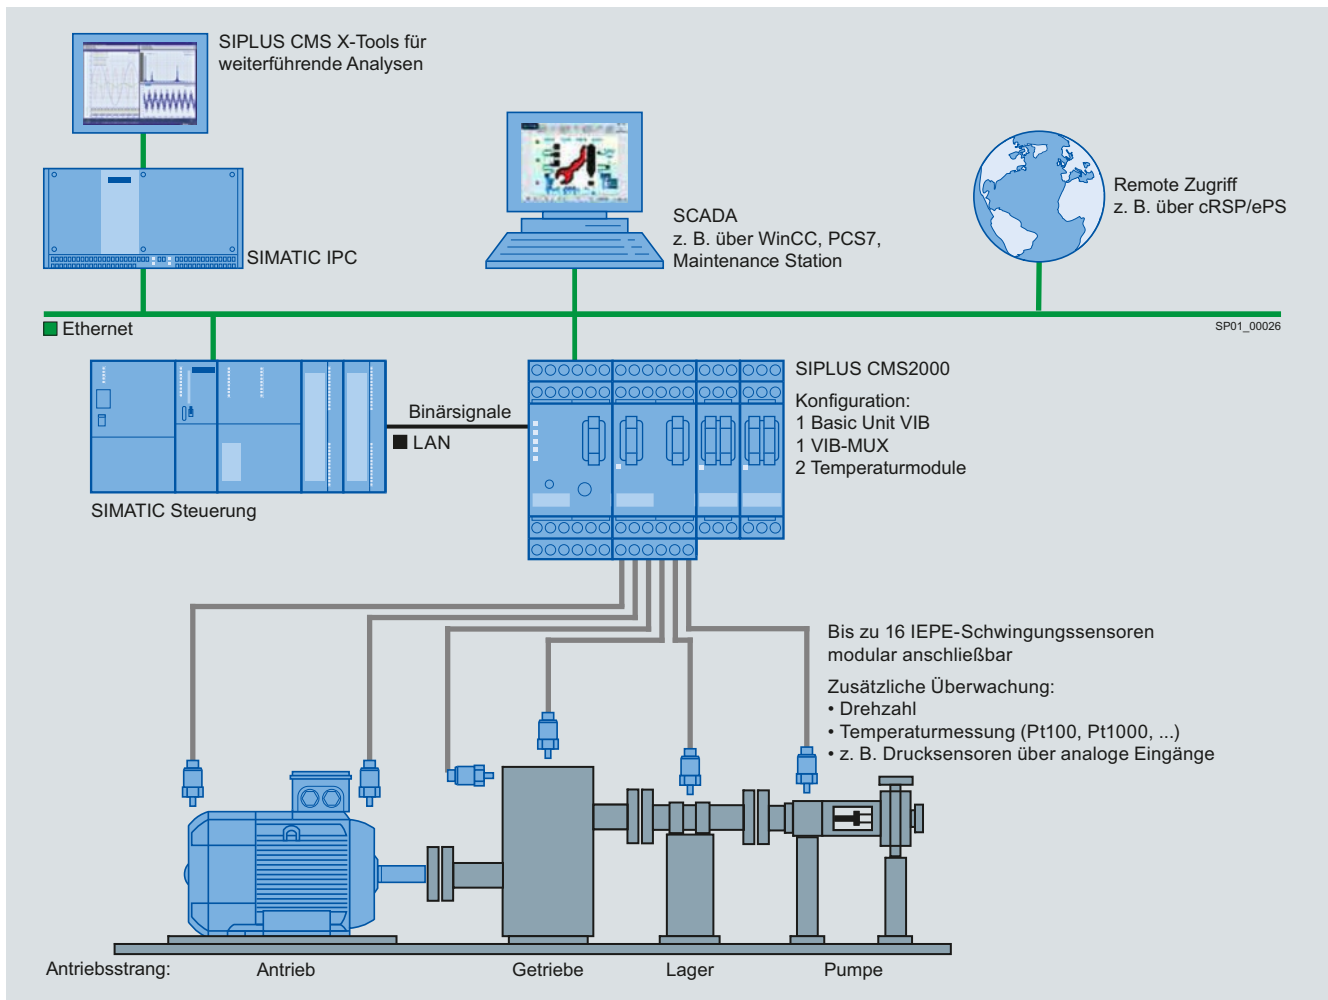 SIPLUS CMS X-Tools für
weiterführende Analysen
SIMATIC IPC
SCADA
z. B. über WinCC, PCS7,
Maintenance Station
Remote Zugriff
z. B. über cRSP/ePS
Ethernet
SP01_00026
SIMATIC Steuerung
Binärsignale
LAN
SIPLUS CMS2000
Konfiguration:
1 Basic Unit VIB
1 VIB-MUX
2 Temperaturmodule
Bis zu 16 IEPE-Schwingungssensoren
modular anschließbar
Zusätzliche Überwachung:
• Drehzahl
• Temperaturmessung (Pt100, Pt1000, ...)
• z. B. Drucksensoren über analoge Eingänge
Antriebsstrang:
Antrieb
Getriebe
Lager
Pumpe